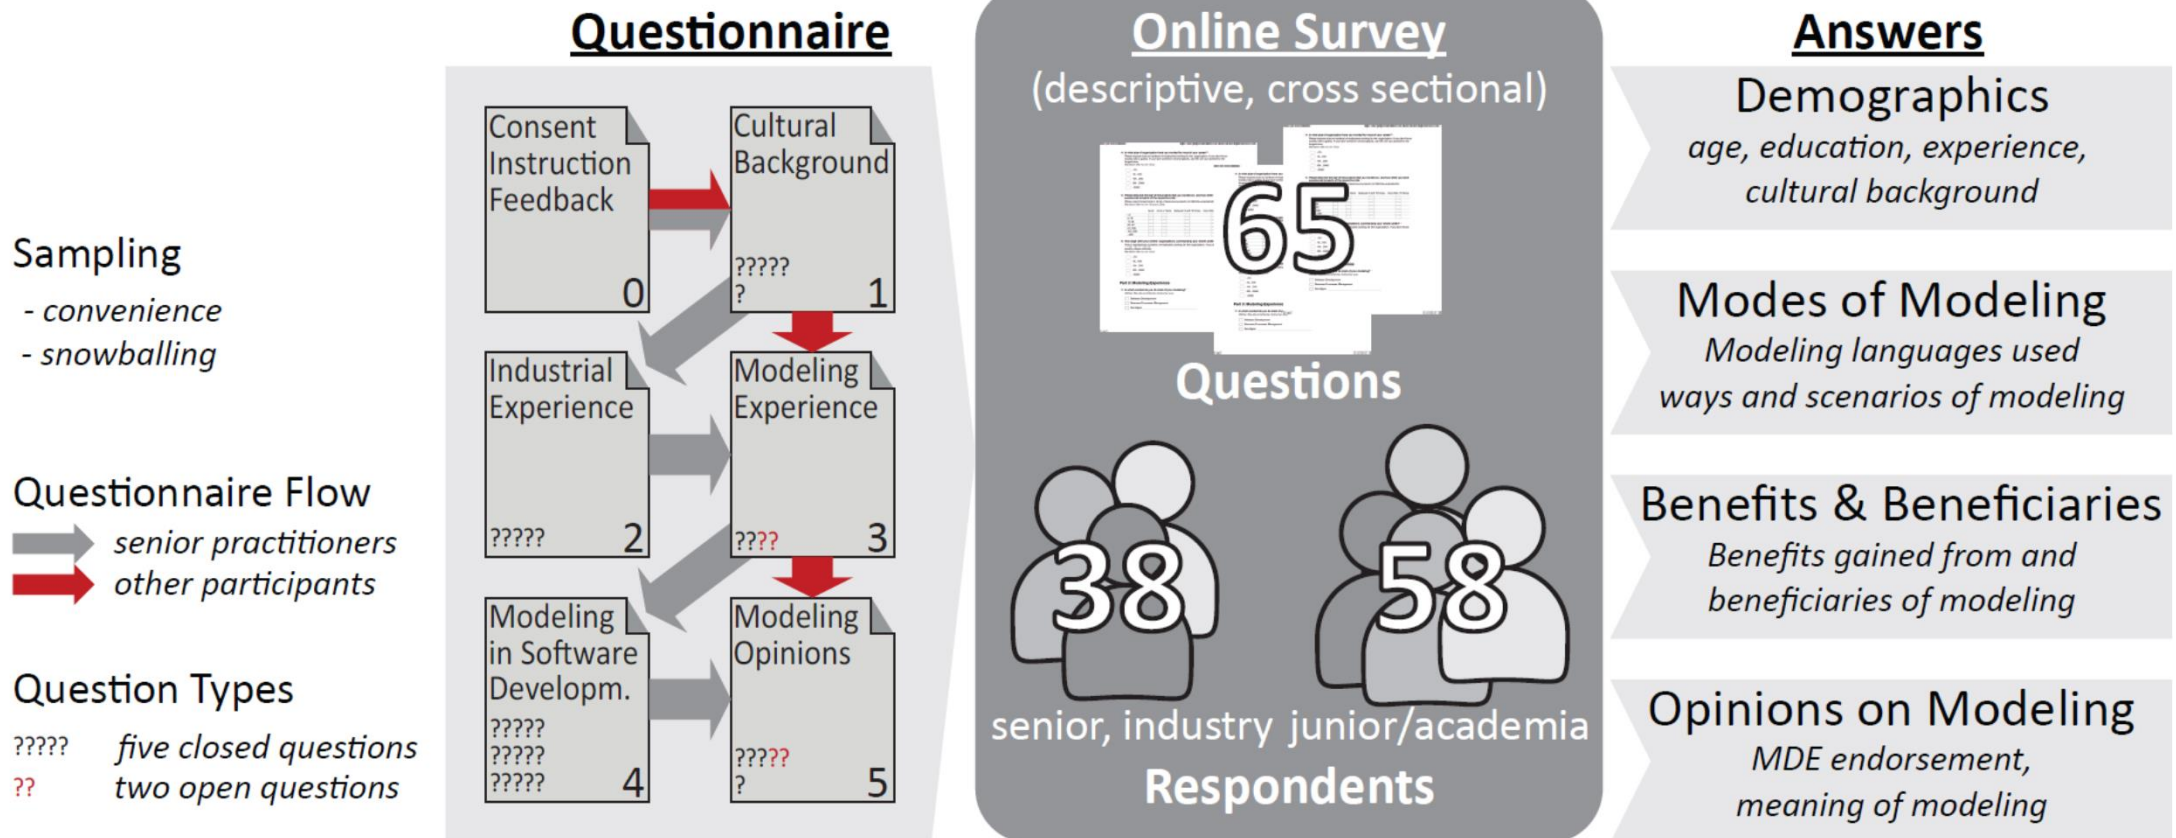 Questionnaire
Online Survey
(descriptive, cross sectional)
Answers
Sampling
- convenience
- snowballing
Questionnaire Flow
senior practitioners
other participants
Question Types
????? five closed questions
?? two open questions
Consent
Instruction
Feedback
0
Cultural
Background
?????
?
1
Industrial
Experience
?????
2
Modeling
Experience
????
3
Modeling
in Software
Developm.
?????
?????
?????
4
Modeling
Opinions
?????
?
5
65
Questions
38
58
senior, industry
junior/academia
Respondents
Demographics
age, education, experience,
cultural background
Modes of Modeling
Modeling languages used
ways and scenarios of modeling
Benefits & Beneficiaries
Benefits gained from and
beneficiaries of modeling
Opinions on Modeling
MDE endorsement,
meaning of modeling